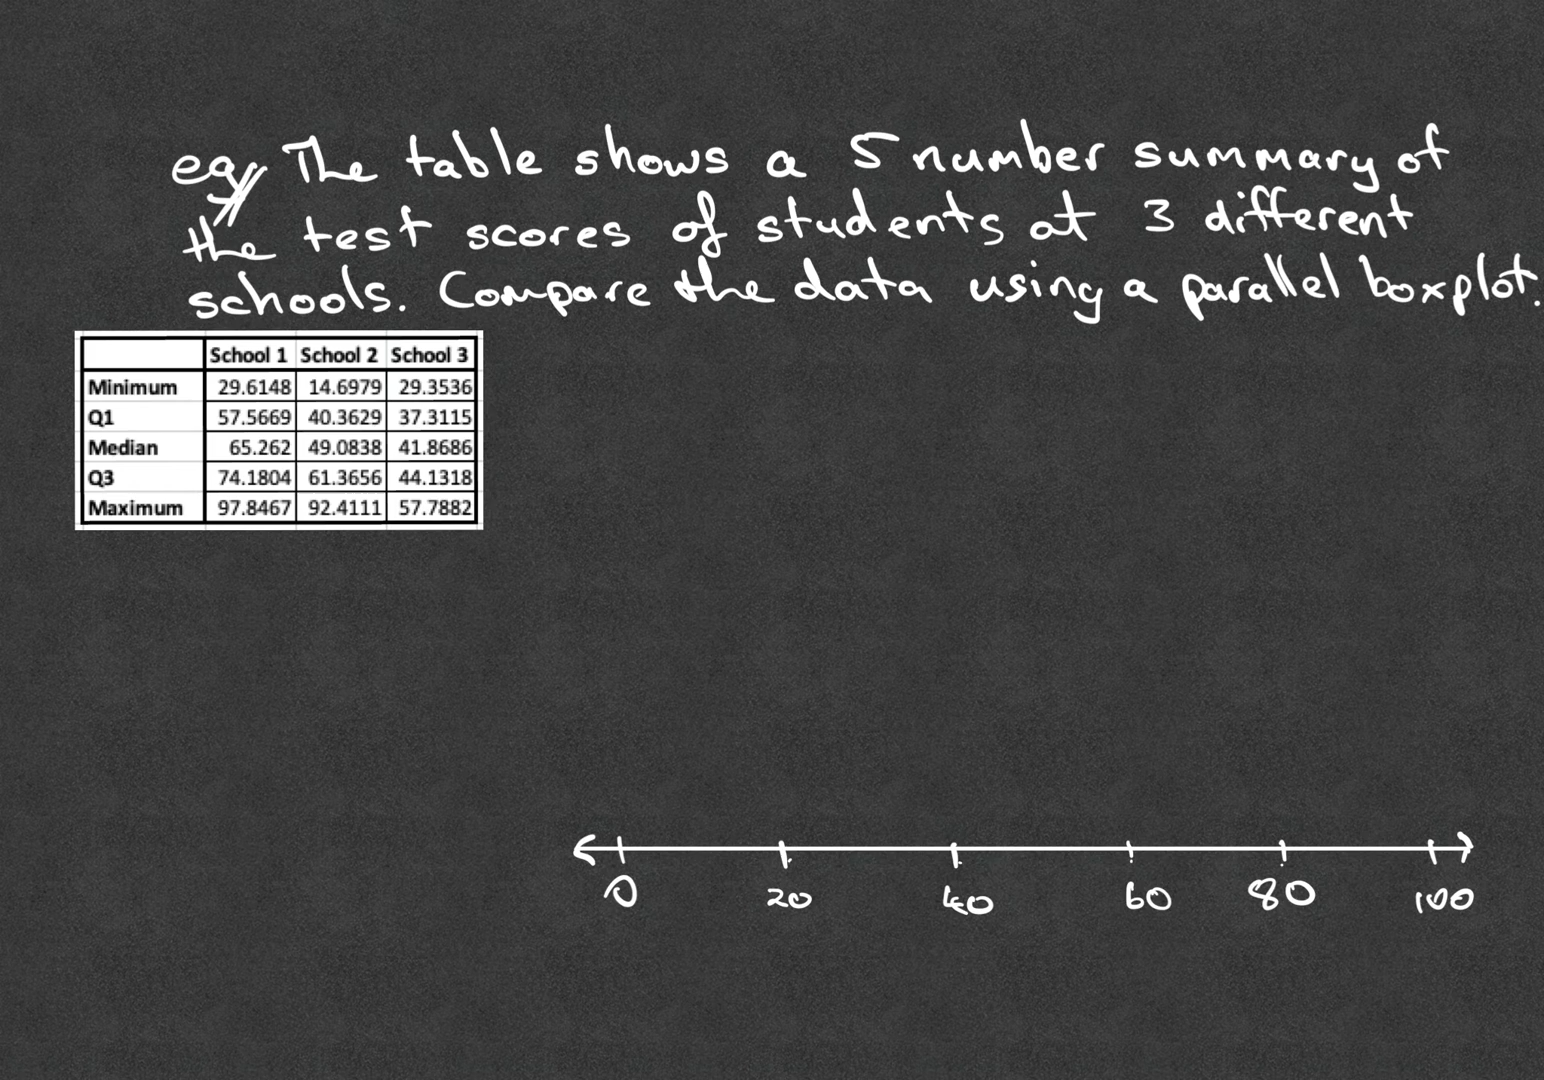 eg// The table shows a 5 number summary of
the test scores of students at 3 different
schools. Compare the data using a parallel boxplot.
School 1 School 2 School 3
Minimum 29.6148 14.6979 29.3536
Q1 57.5669 40.3629 37.3115
Median 65.262 49.0838 41.8686
Q3 74.1804 61.3656 44.1318
Maximum 97.8467 92.4111 57.7882
0 20 40 60 80 100